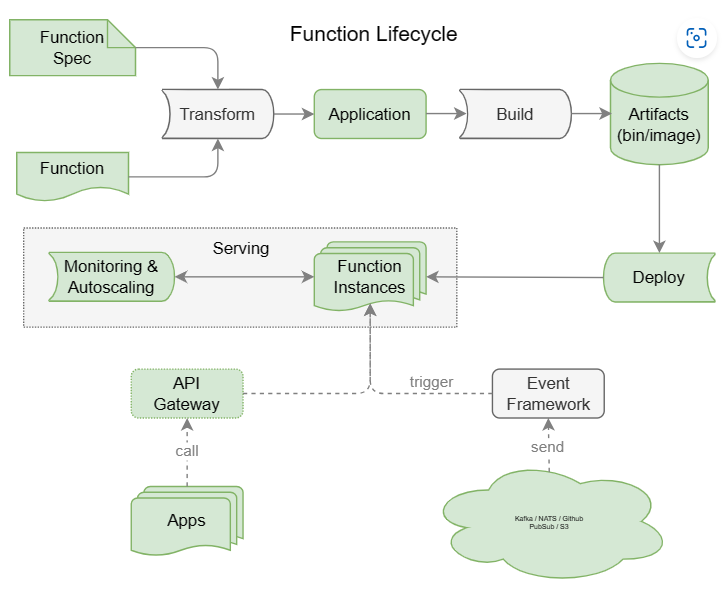 Function Lifecycle
Function
Spec
Transform
Application
Build
Artifacts
(bin/image)
Function
Serving
Monitoring &
Autoscaling
Function
Instances
Deploy
API
Gateway
trigger
Event
Framework
call
send
Apps
Kafka / NATS / Github
PubSub / S3